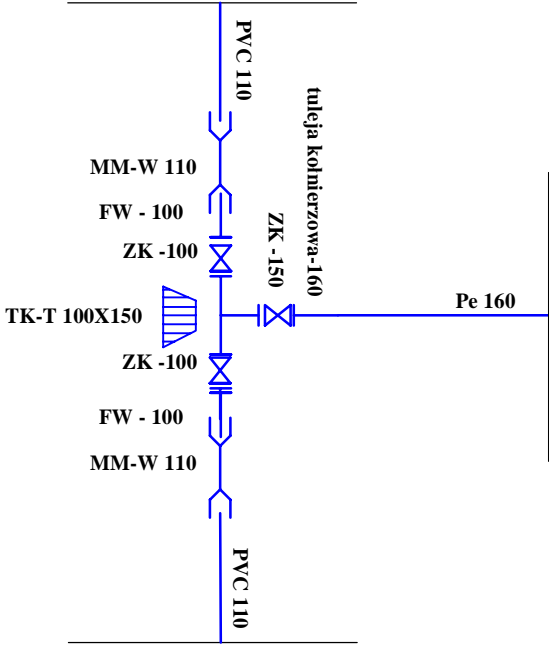 PVC 110
tuleja kołnierzowa-160
MM-W 110
FW - 100
ZK -150
ZK -100
Pe 160
TK-T 100X150
ZK -100
FW - 100
MM-W 110
PVC 110